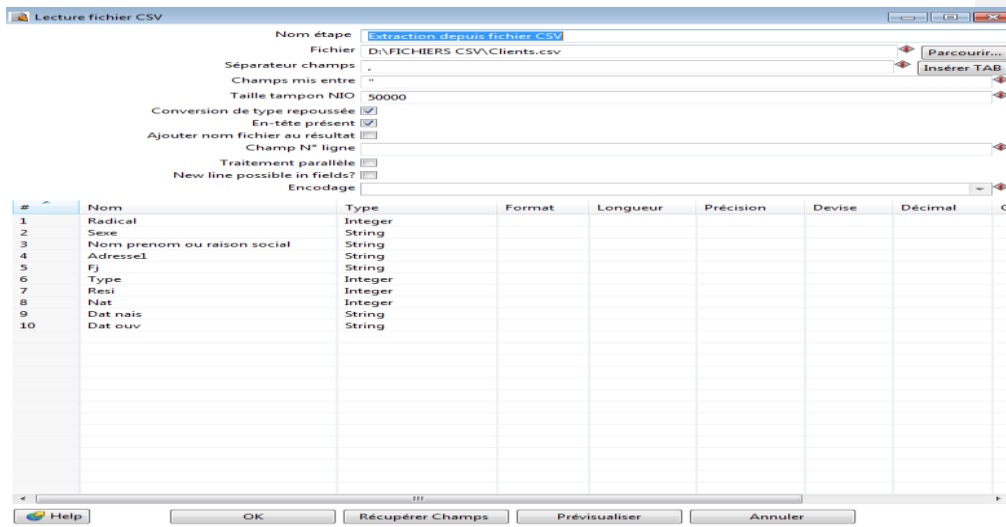 Lecture fichier CSV
Nom étape Extraction depuis fichier CSV
Fichier D:\FICHIERS CSV\Clients.csv Parcourir...
Séparateur champs , Insérer TAB
Champs mis entre "
Taille tampon NIO 50000
Conversion de type repoussée
En-tête présent
Ajouter nom fichier au résultat
Champ N° ligne
Traitement parallèle
New line possible in fields?
Encodage
# Nom Type Format Longueur Précision Devise Décimal
1 Radical Integer
2 Sexe String
3 Nom prenom ou raison social String
4 Adresse1 String
5 Fj String
6 Type Integer
7 Resi Integer
8 Nat Integer
9 Dat nais String
10 Dat ouv String
Help OK Récupérer Champs Prévisualiser Annuler